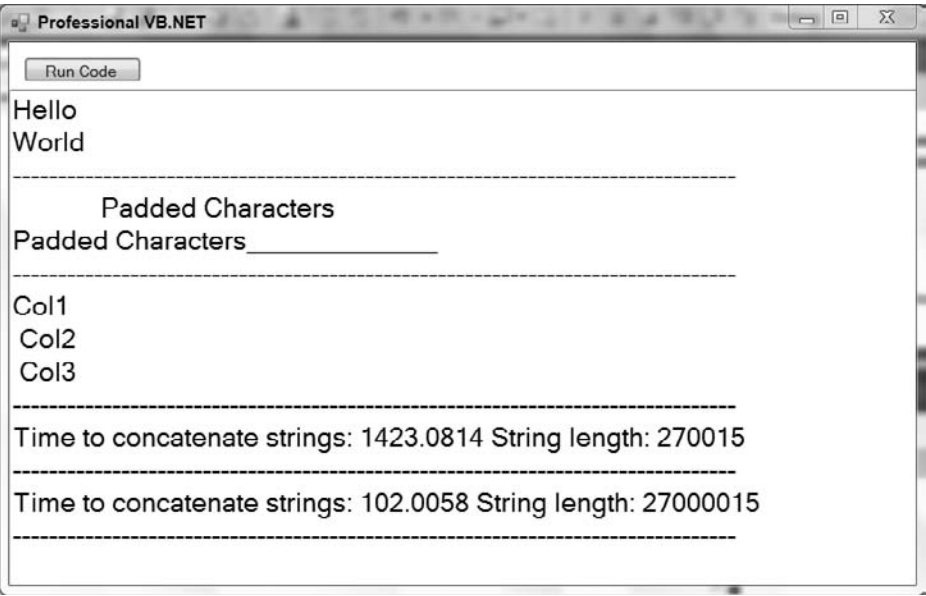 Professional VB.NET
Run Code
Hello
World
--------------------------------------------------------------------------------
Padded Characters
Padded Characters_______________
--------------------------------------------------------------------------------
Col1
Col2
Col3
--------------------------------------------------------------------------------
Time to concatenate strings: 1423.0814 String length: 270015
--------------------------------------------------------------------------------
Time to concatenate strings: 102.0058 String length: 27000015
--------------------------------------------------------------------------------